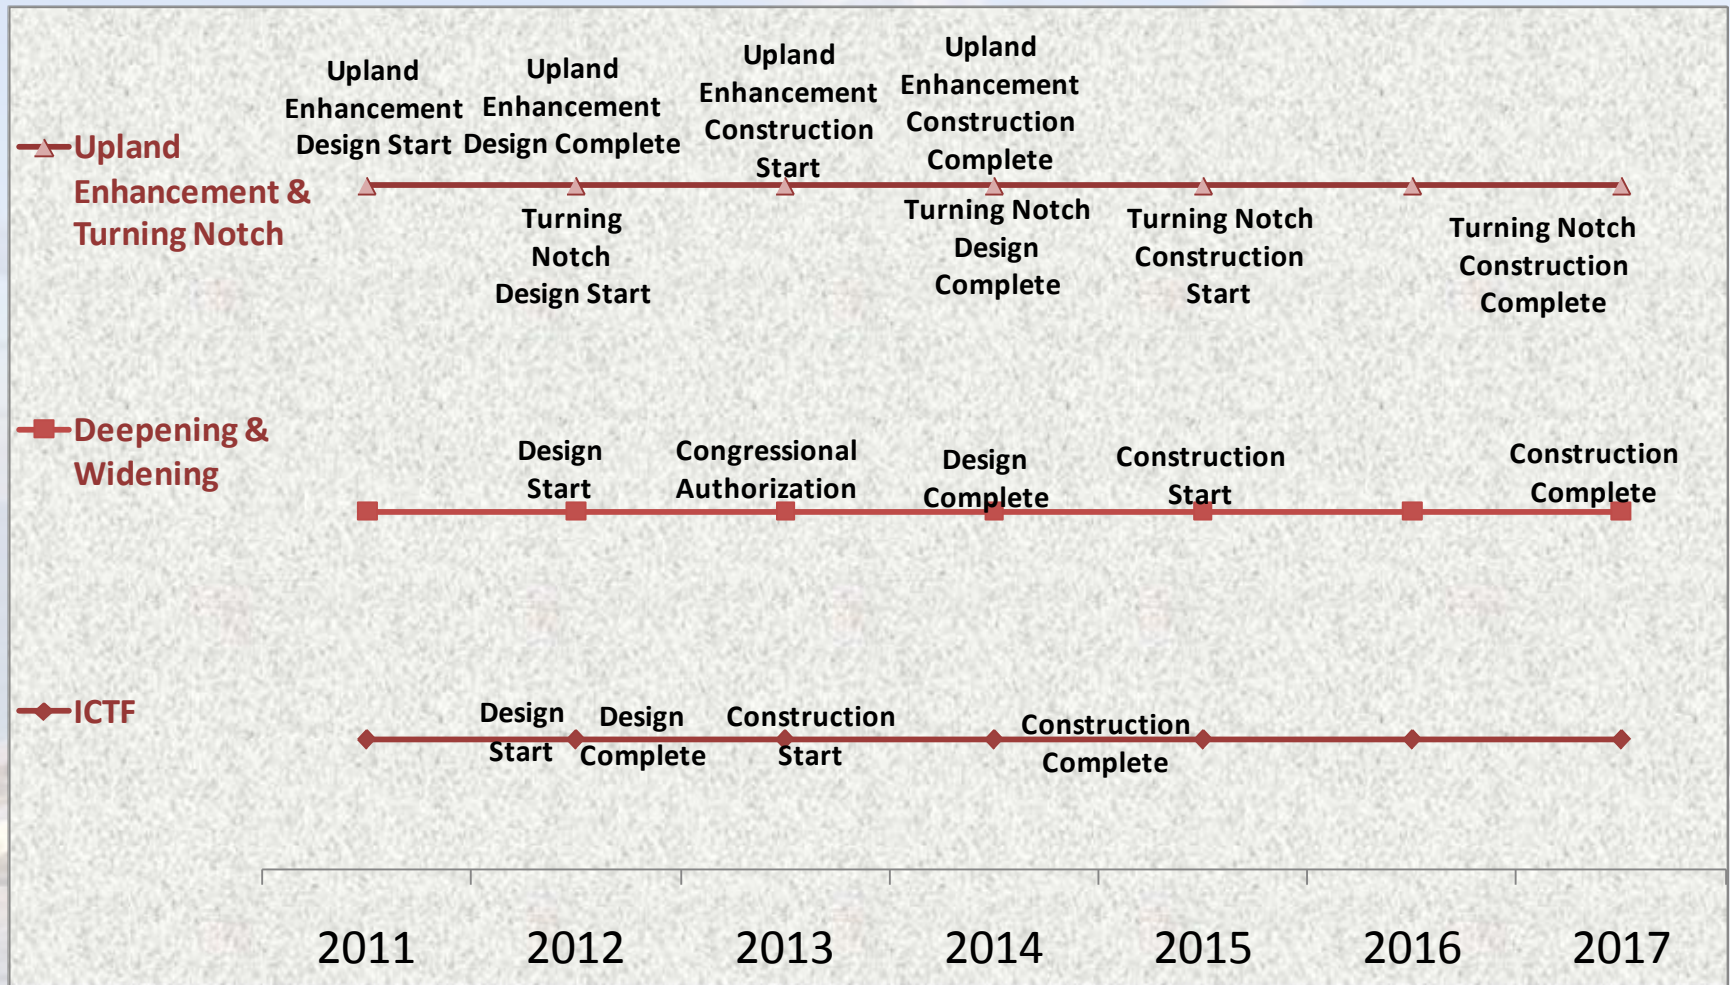 Upland
Enhancement &
Turning Notch
Upland
Enhancement
Design Start
Upland
Enhancement
Design Complete
Upland
Enhancement
Construction
Start
Upland
Enhancement
Construction
Complete
Turning
Notch
Design Start
Turning Notch
Design
Complete
Turning Notch
Construction
Start
Turning Notch
Construction
Complete
Deepening &
Widening
Design
Start
Congressional
Authorization
Design
Complete
Construction
Start
Construction
Complete
ICTF
Design
Start
Design
Complete
Construction
Start
Construction
Complete
2011 2012 2013 2014 2015 2016 2017